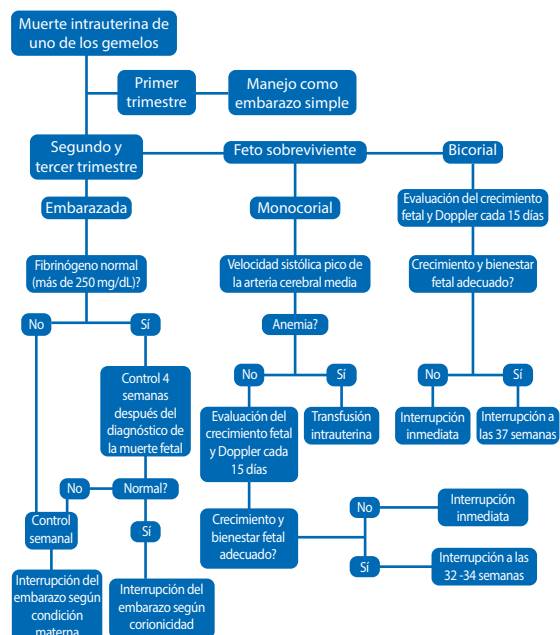 Muerte intrauterina de
uno de los gemelos
Primer
trimestre
Manejo como
embarazo simple
Segundo y
tercer trimestre
Feto sobreviviente
Bicorial
Embarazada
Monocorial
Evaluación del crecimiento
fetal y Doppler cada 15 días
Fibrinógeno normal
(más de 250 mg/dL)?
Velocidad sistólica pico de
la arteria cerebral media
Crecimiento y bienestar
fetal adecuado?
No
Sí
Anemia?
Control 4
semanas
después del
diagnóstico de
la muerte fetal
No
Sí
No
Sí
Evaluación del
crecimiento fetal
y Doppler cada
15 días
Transfusión
intrauterina
Interrupción
inmediata
Interrupción a
las 37 semanas
No
Normal?
Control
semanal
Sí
Crecimiento y
bienestar fetal
adecuado?
No
Interrupción
inmediata
Sí
Interrupción a las
32 -34 semanas
Interrupción del
embarazo según
condición
materna
Interrupción del
embarazo según
corionicidad